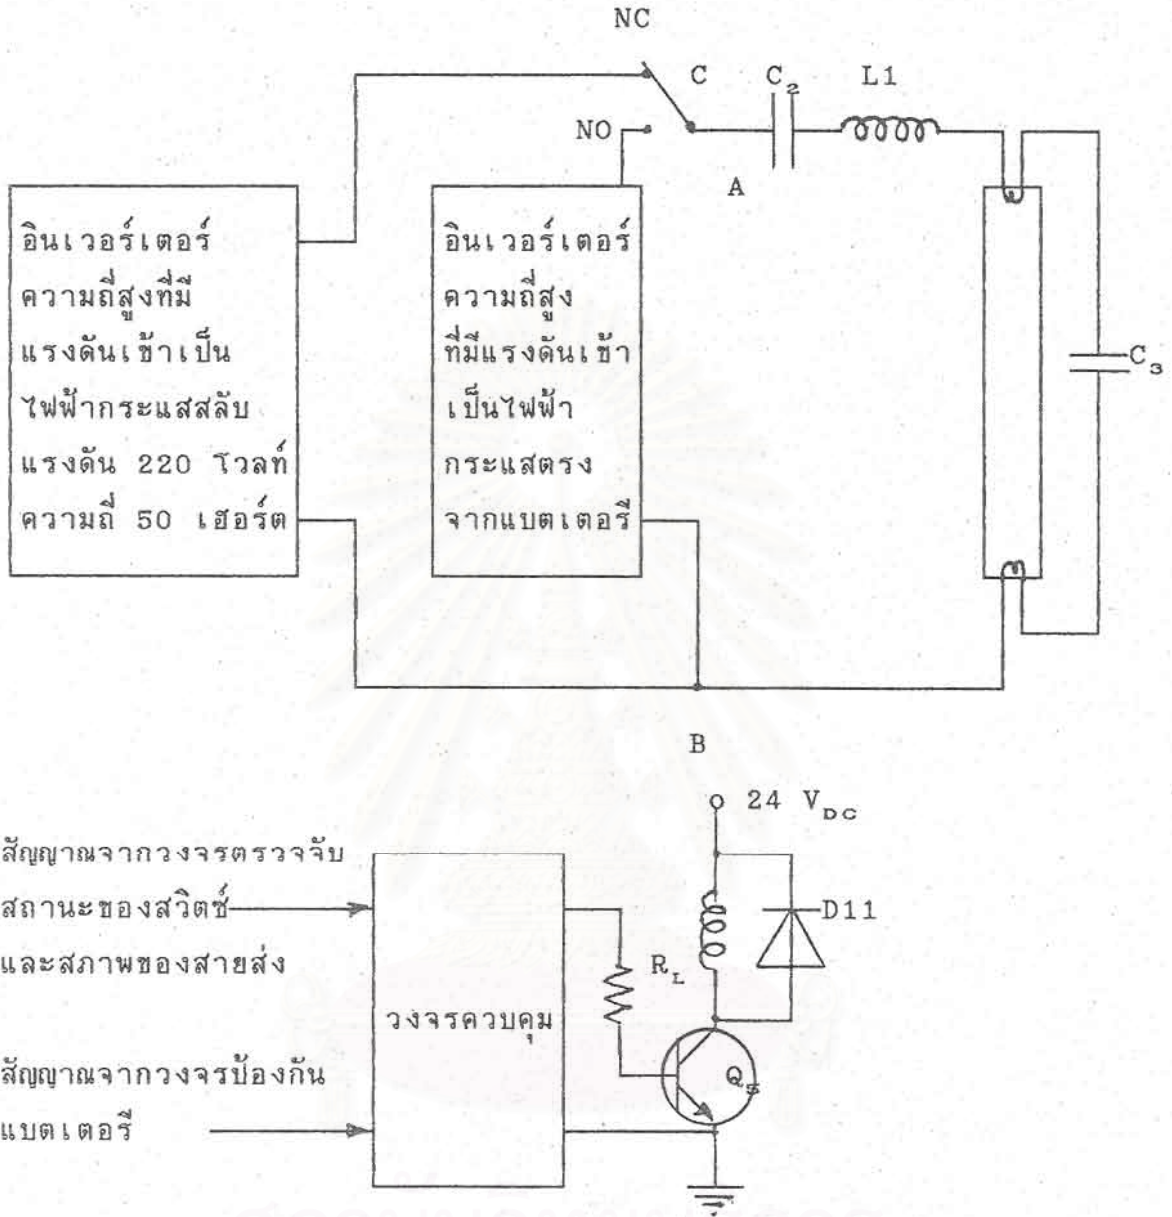 NC
C
C₂
L1
NO
A
อินเวอร์เตอร์
ความถี่สูงที่มี
แรงดันเข้าเป็น
ไฟฟ้ากระแสสลับ
แรงดัน 220 โวลท์
ความถี่ 50 เฮอร์ต
อินเวอร์เตอร์
ความถี่สูง
ที่มีแรงดันเข้า
เป็นไฟฟ้า
กระแสตรง
จากแบตเตอรี่
C₃
B
24 V_DC
สัญญาณจากวงจรตรวจจับ
สถานะของสวิตซ์
และสภาพของสายส่ง
D11
R_L
วงจรควบคุม
สัญญาณจากวงจรป้องกัน
แบตเตอรี่
Q₅